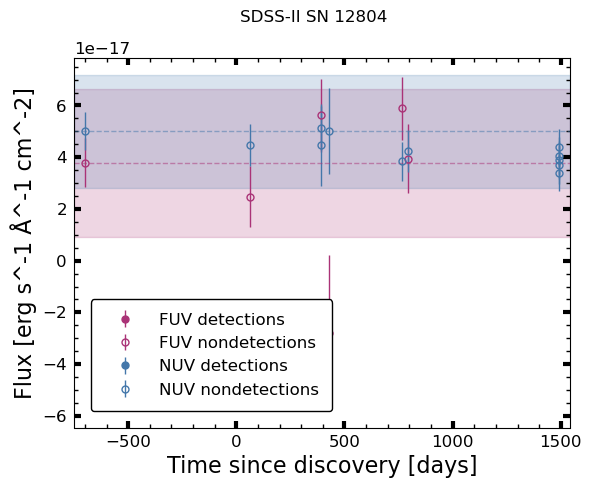 SDSS-II SN 12804
1e−17
Flux [erg s^-1 Å^-1 cm^-2]
6
4
2
0
−2
−4
−6
FUV detections
FUV nondetections
NUV detections
NUV nondetections
−500 0 500 1000 1500
Time since discovery [days]